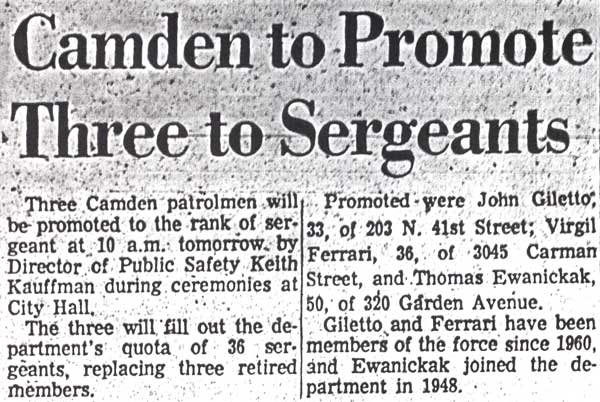 Camden to Promote
Three to Sergeants
Three Camden patrolmen will
be promoted to the rank of ser-
geant at 10 a.m. tomorrow by
Director of Public Safety Keith
Kauffman during ceremonies at
City Hall.
The three will fill out the de-
partment's quota of 36 ser-
geants, replacing three retired
members.
Promoted were John Giletto,
33, of 203 N. 41st Street; Virgil
Ferrari, 36, of 3045 Carman
Street, and Thomas Ewanickak,
50, of 320 Garden Avenue.
Giletto and Ferrari have been
members of the force since 1960,
and Ewanickak joined the de-
partment in 1948.